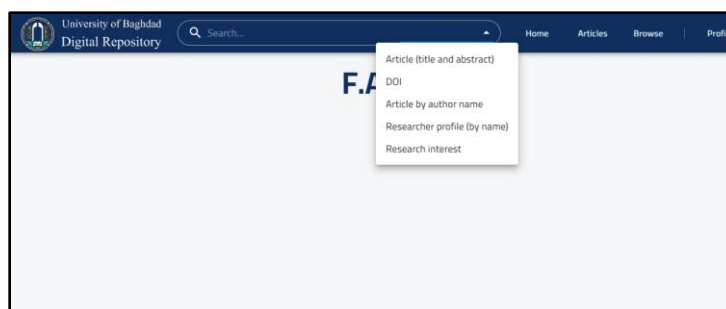 University of Baghdad
Digital Repository
Search...
Home
Articles
Browse
Article (title and abstract)
DOI
Article by author name
Researcher profile (by name)
Research interest
F.A